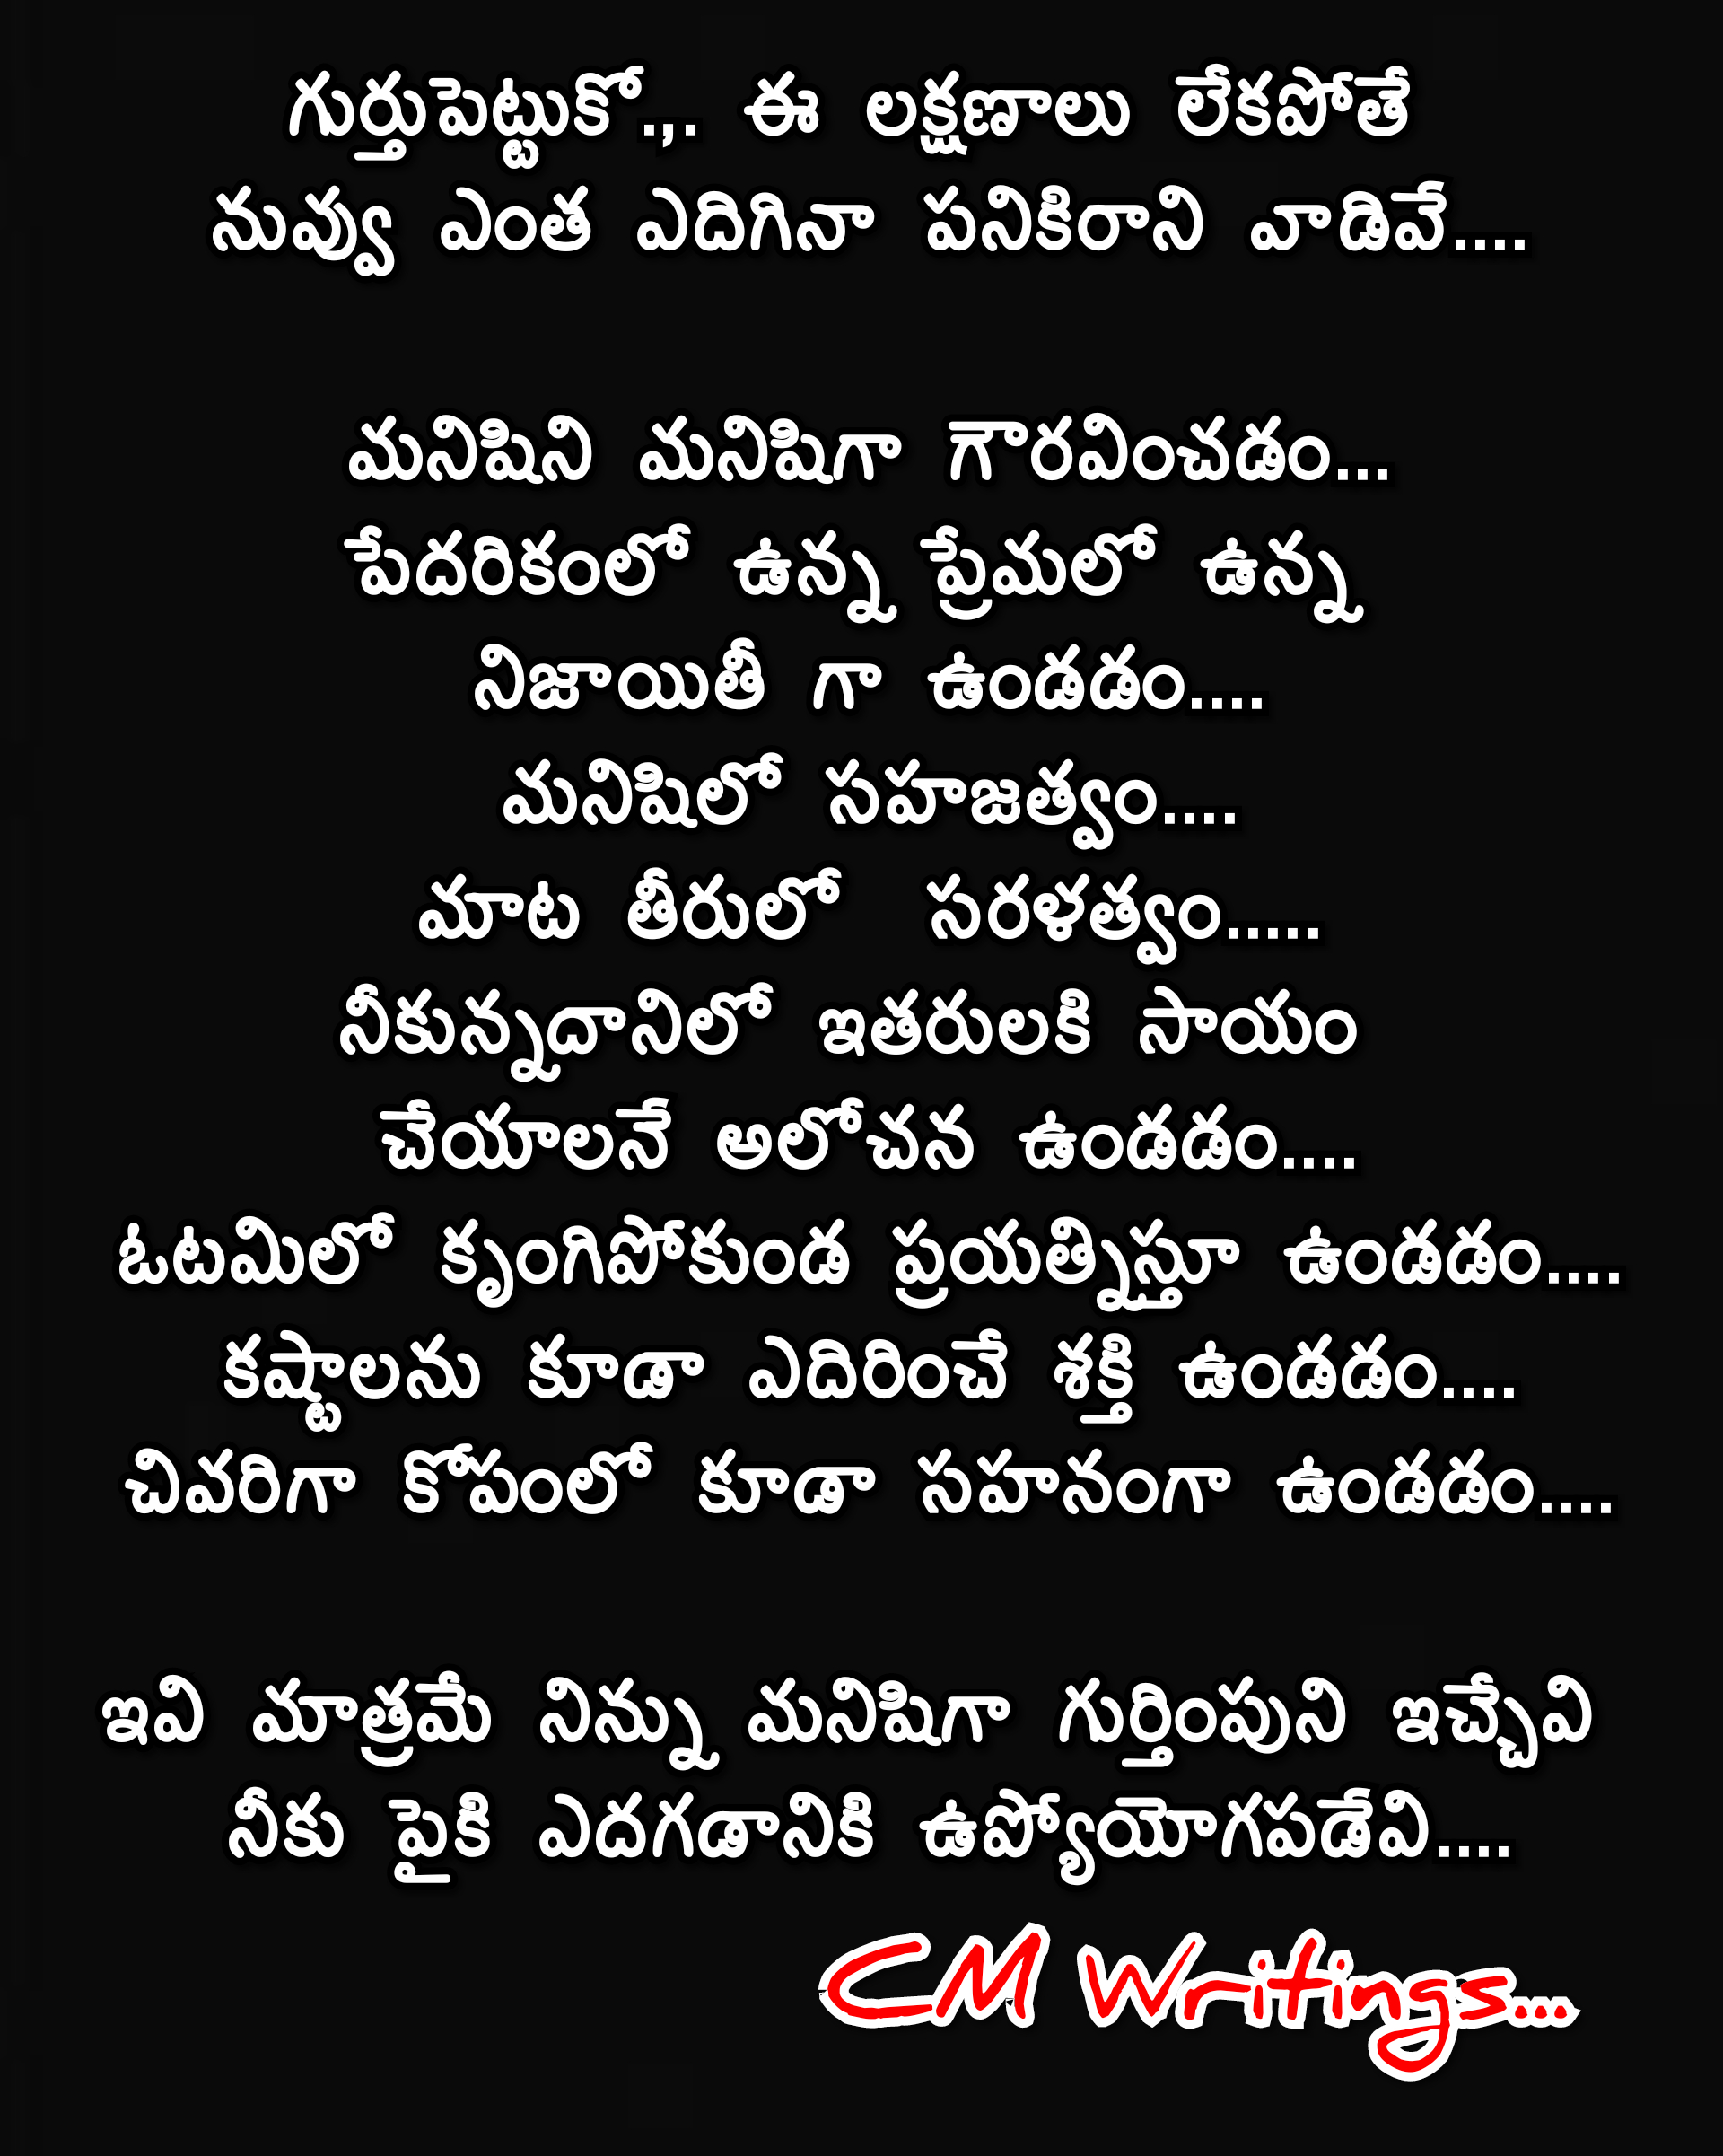 గుర్తుపెట్టుకో.,. ఈ లక్షణాలు లేకపోతే
నువ్వు ఎంత ఎదిగినా పనికిరాని వాడివే....
మనిషిని మనిషిగా గౌరవించడం...
పేదరికంలో ఉన్న ప్రేమలో ఉన్న
నిజాయితీ గా ఉండడం....
మనిషిలో సహజత్వం....
మాట తీరులో సరళత్వం.....
నీకున్నదానిలో ఇతరులకి సాయం
చేయాలనే అలోచన ఉండడం....
ఓటమిలో కృంగిపోకుండ ప్రయత్నిస్తూ ఉండడం....
కష్టాలను కూడా ఎదిరించే శక్తి ఉండడం....
చివరిగా కోపంలో కూడా సహనంగా ఉండడం....
ఇవి మాత్రమే నిన్ను మనిషిగా గుర్తింపుని ఇచ్చేవి
నీకు పైకి ఎదగడానికి ఉప్యోయోగపడేవి....
CM Writings...